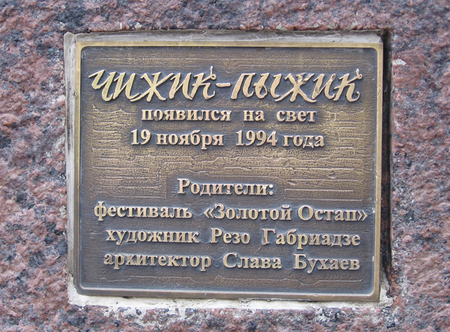 ЧИЖИК-ПЫЖИК
появился на свет
19 ноября 1994 года
Родители:
фестиваль «Золотой Остап»
художник Резо Габриадзе
архитектор Слава Бухаев